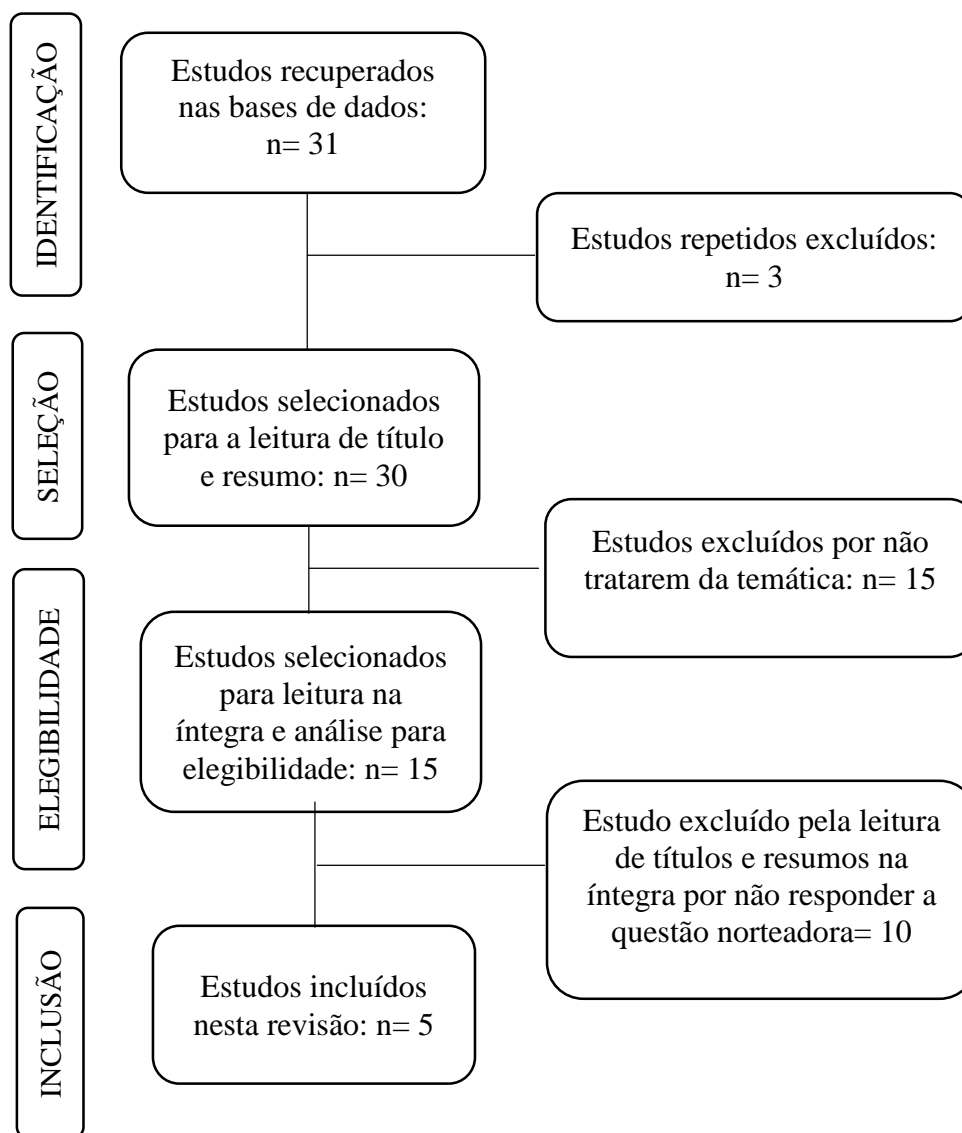 IDENTIFICAÇÃO
Estudos recuperados
nas bases de dados:
n= 31
Estudos repetidos excluídos:
n= 3
SELEÇÃO
Estudos selecionados
para a leitura de título
e resumo: n= 30
Estudos excluídos por não
tratarem da temática: n= 15
ELEGIBILIDADE
Estudos selecionados
para leitura na
íntegra e análise para
elegibilidade: n= 15
Estudo excluído pela leitura
de títulos e resumos na
íntegra por não responder a
questão norteadora= 10
INCLUSÃO
Estudos incluídos
nesta revisão: n= 5